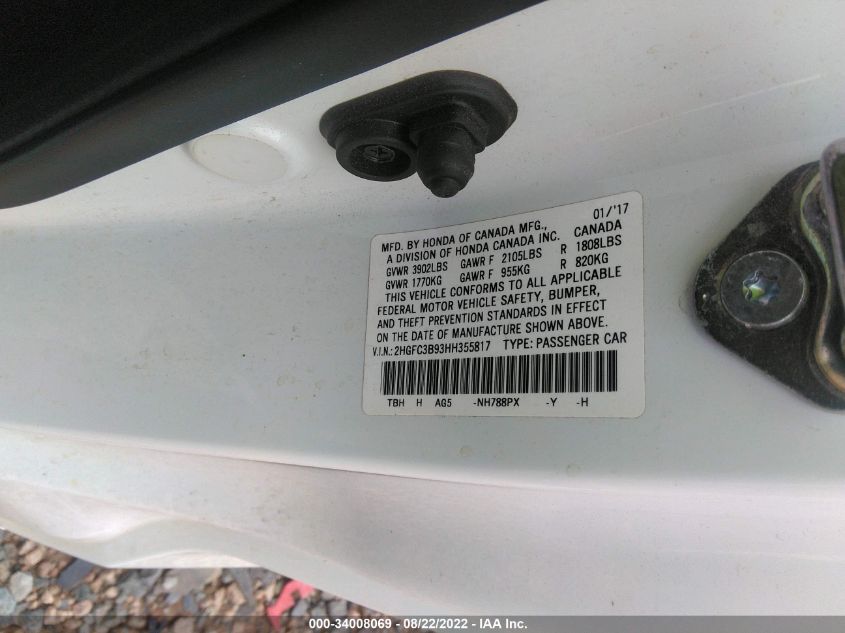 01/'17
MFD. BY HONDA OF CANADA MFG.,
A DIVISION OF HONDA CANADA INC. CANADA
GVWR 3902LBS GAWR F 2105LBS R 1808LBS
GVWR 1770KG GAWR F 955KG R 820KG
THIS VEHICLE CONFORMS TO ALL APPLICABLE
FEDERAL MOTOR VEHICLE SAFETY, BUMPER,
AND THEFT PREVENTION STANDARDS IN EFFECT
ON THE DATE OF MANUFACTURE SHOWN ABOVE.
V.I.N.: 2HGFC3B93HH355817 TYPE: PASSENGER CAR
TBH H AG5 -NH788PX -Y -H
000-34008069 - 08/22/2022 - IAA Inc.